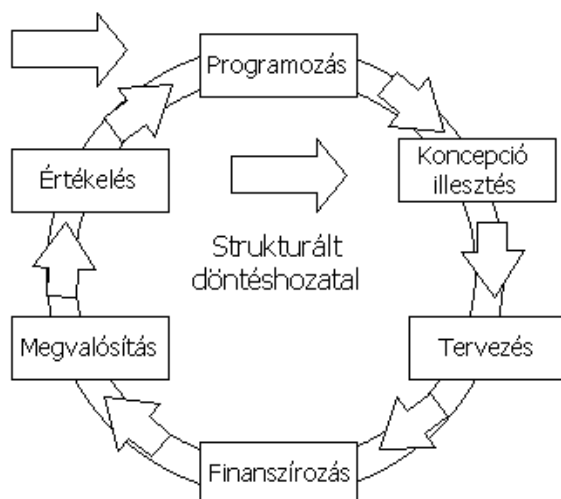 Programozás
Koncepció
illesztés
Értékelés
Strukturált
döntéshozatal
Megvalósítás
Tervezés
Finanszírozás